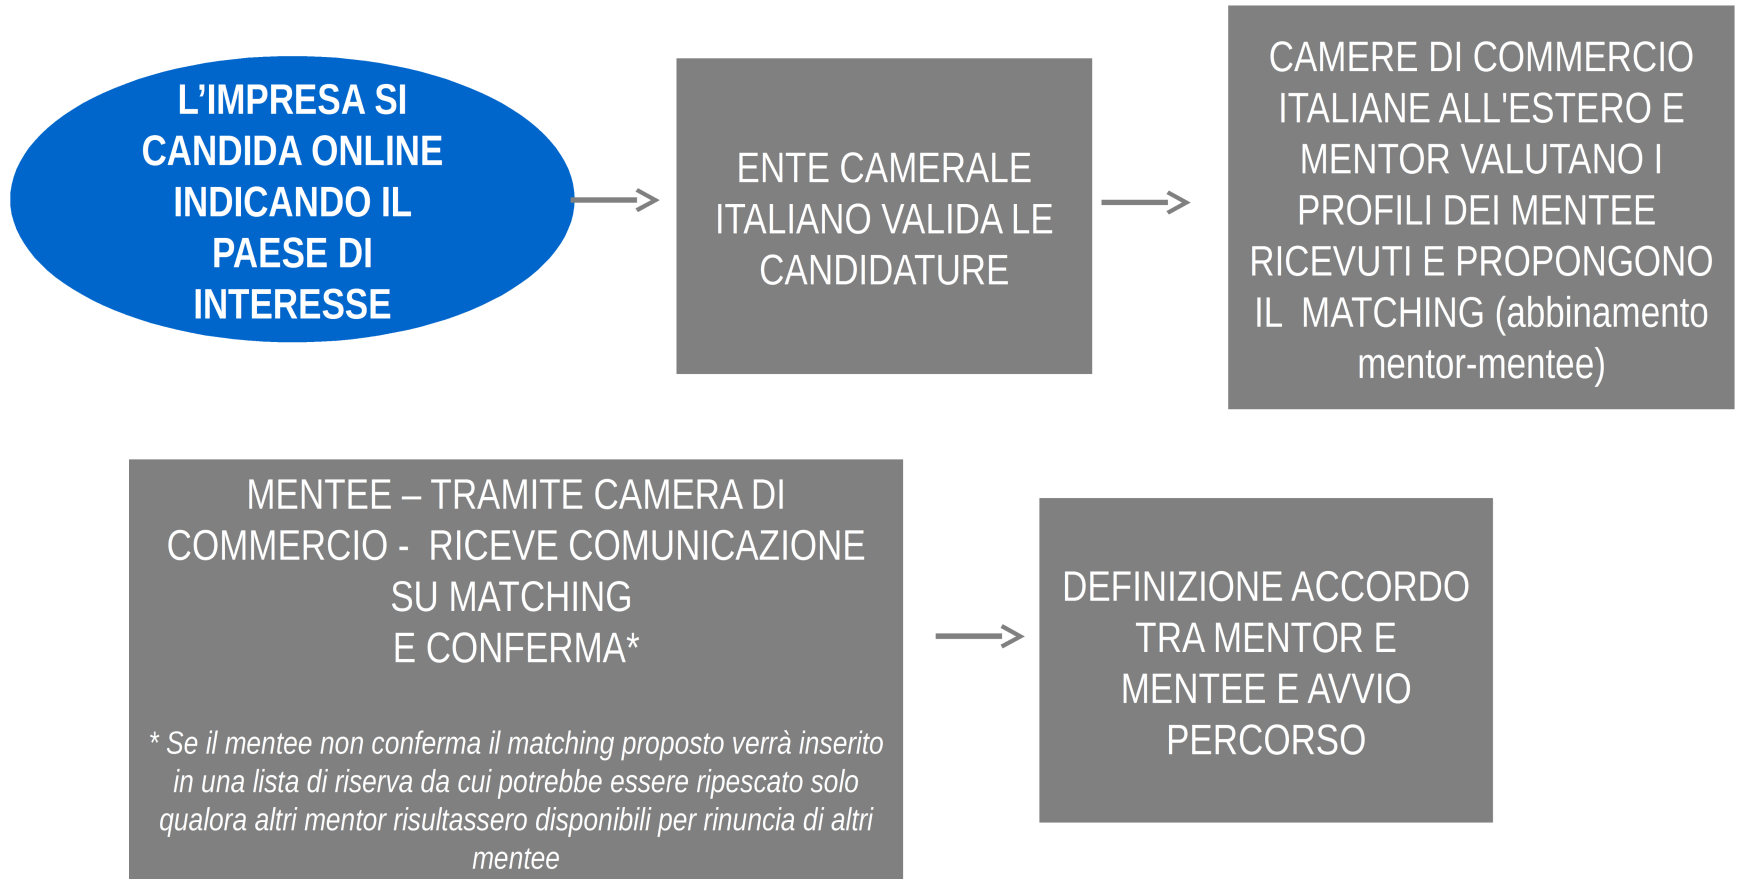 L’IMPRESA SI
CANDIDA ONLINE
INDICANDO IL
PAESE DI
INTERESSE
ENTE CAMERALE
ITALIANO VALIDA LE
CANDIDATURE
CAMERE DI COMMERCIO
ITALIANE ALL'ESTERO E
MENTOR VALUTANO I
PROFILI DEI MENTEE
RICEVUTI E PROPONGONO
IL  MATCHING (abbinamento
mentor-mentee)
MENTEE – TRAMITE CAMERA DI
COMMERCIO -  RICEVE COMUNICAZIONE
SU MATCHING
E CONFERMA*
* Se il mentee non conferma il matching proposto verrà inserito
in una lista di riserva da cui potrebbe essere ripescato solo
qualora altri mentor risultassero disponibili per rinuncia di altri
mentee
DEFINIZIONE ACCORDO
TRA MENTOR E
MENTEE E AVVIO
PERCORSO